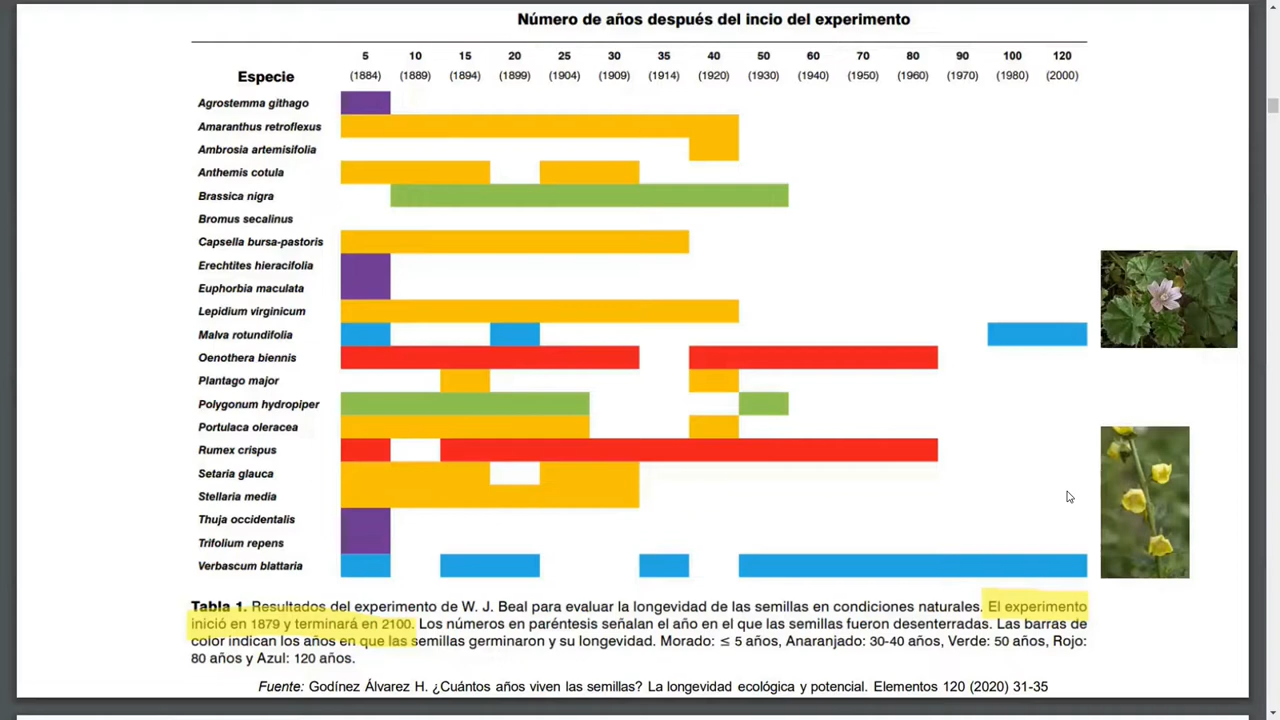 Número de años después del incio del experimento
5 10 15 20 25 30 35 40 50 60 70 80 90 100 120
Especie (1884) (1889) (1894) (1899) (1904) (1909) (1914) (1920) (1930) (1940) (1950) (1960) (1970) (1980) (2000)
Agrostemma githago
Amaranthus retroflexus
Ambrosia artemisifolia
Anthemis cotula
Brassica nigra
Bromus secalinus
Capsella bursa-pastoris
Erechtites hieracifolia
Euphorbia maculata
Lepidium virginicum
Malva rotundifolia
Oenothera biennis
Plantago major
Polygonum hydropiper
Portulaca oleracea
Rumex crispus
Setaria glauca
Stellaria media
Thuja occidentalis
Trifolium repens
Verbascum blattaria
Tabla 1. Resultados del experimento de W. J. Beal para evaluar la longevidad de las semillas en condiciones naturales. El experimento
inició en 1879 y terminará en 2100. Los números en paréntesis señalan el año en el que las semillas fueron desenterradas. Las barras de
color indican los años en que las semillas germinaron y su longevidad. Morado: ≤ 5 años, Anaranjado: 30-40 años, Verde: 50 años, Rojo:
80 años y Azul: 120 años.
Fuente: Godínez Álvarez H. ¿Cuántos años viven las semillas? La longevidad ecológica y potencial. Elementos 120 (2020) 31-35